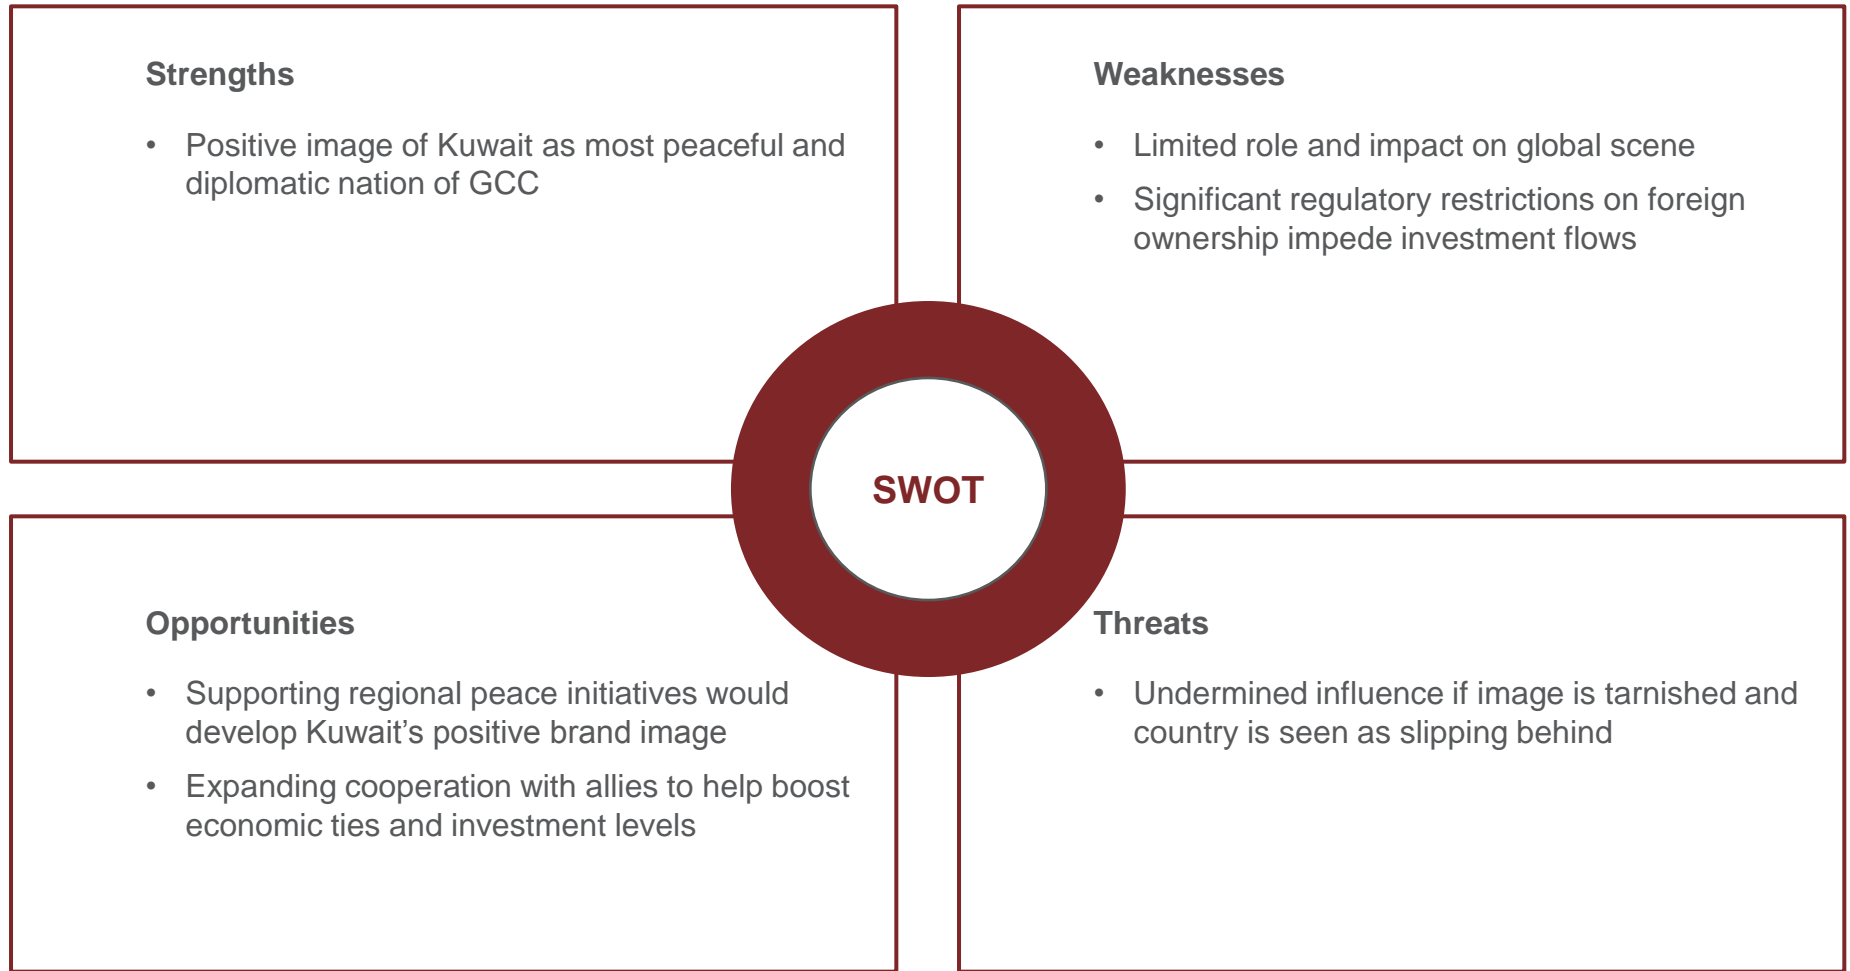 Strengths
• Positive image of Kuwait as most peaceful and
diplomatic nation of GCC
Weaknesses
• Limited role and impact on global scene
• Significant regulatory restrictions on foreign
ownership impede investment flows
SWOT
Opportunities
• Supporting regional peace initiatives would
develop Kuwait’s positive brand image
• Expanding cooperation with allies to help boost
economic ties and investment levels
Threats
• Undermined influence if image is tarnished and
country is seen as slipping behind